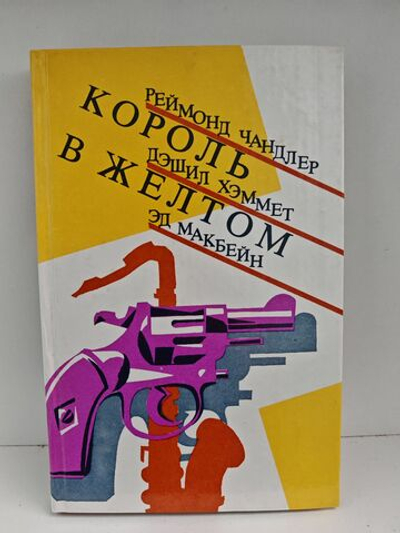 РЕЙМОНД ЧАНДЛЕР
КОРОЛЬ
ДЭШИЛ ХЭММЕТ
В ЖЕЛТОМ
ЭД МАКБЕЙН